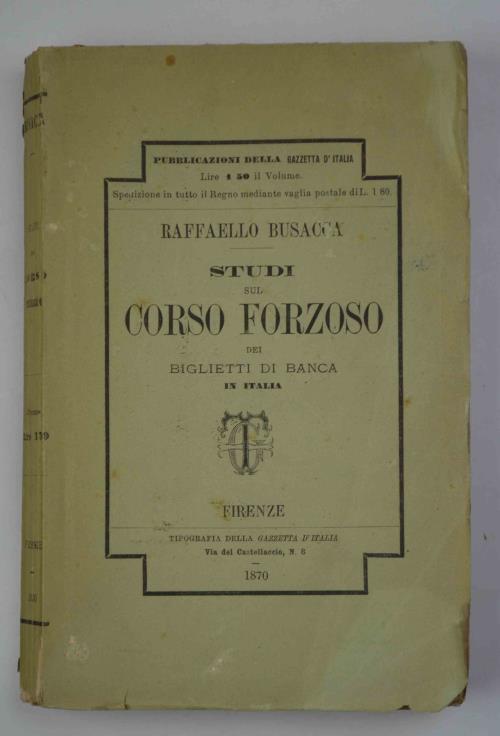 PUBBLICAZIONI DELLA GAZZETTA D'ITALIA
Lire 1 50 il Volume.
Spedizione in tutto il Regno mediante vaglia postale di L. 1 80.
RAFFAELLO BUSACCA
STUDI
SUL
CORSO FORZOSO
DEI
BIGLIETTI DI BANCA
IN ITALIA
FIRENZE
TIPOGRAFIA DELLA GAZZETTA D'ITALIA
Via del Castellaccio, N. 6
1870